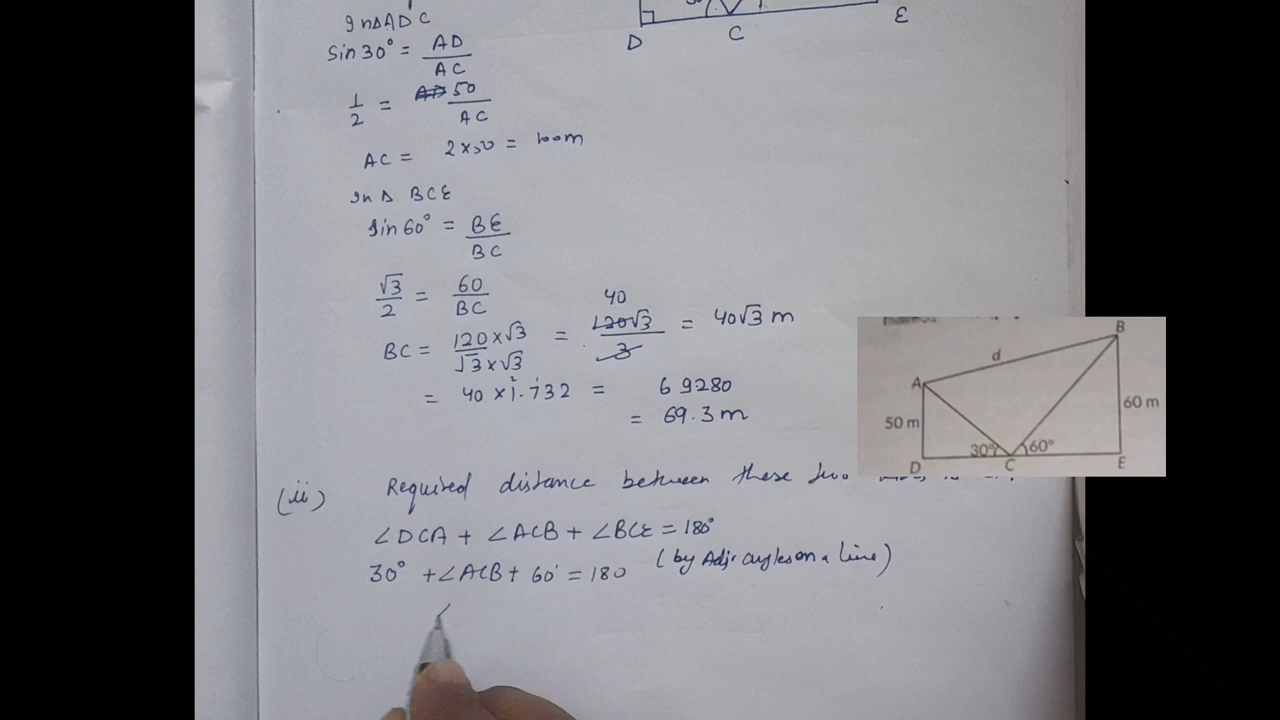 In ΔADC
30°
D
C
E
Sin 30° = AD/AC
1/2 = 50/AC
AC = 2×50 = 100m
In Δ BCE
Sin 60° = BE/BC
√3/2 = 60/BC
BC = 120×√3/√3×√3 = 40 120√3/3 = 40√3 m
= 40 × 1.732 = 69280
= 69.3 m
B
d
A
50 m
60 m
30°
60°
D
C
E
(ii) Required distance between these two
∠DCA + ∠ACB + ∠BCE = 180°
30° + ∠ACB + 60° = 180 (by Adj. angles on a line)
∠